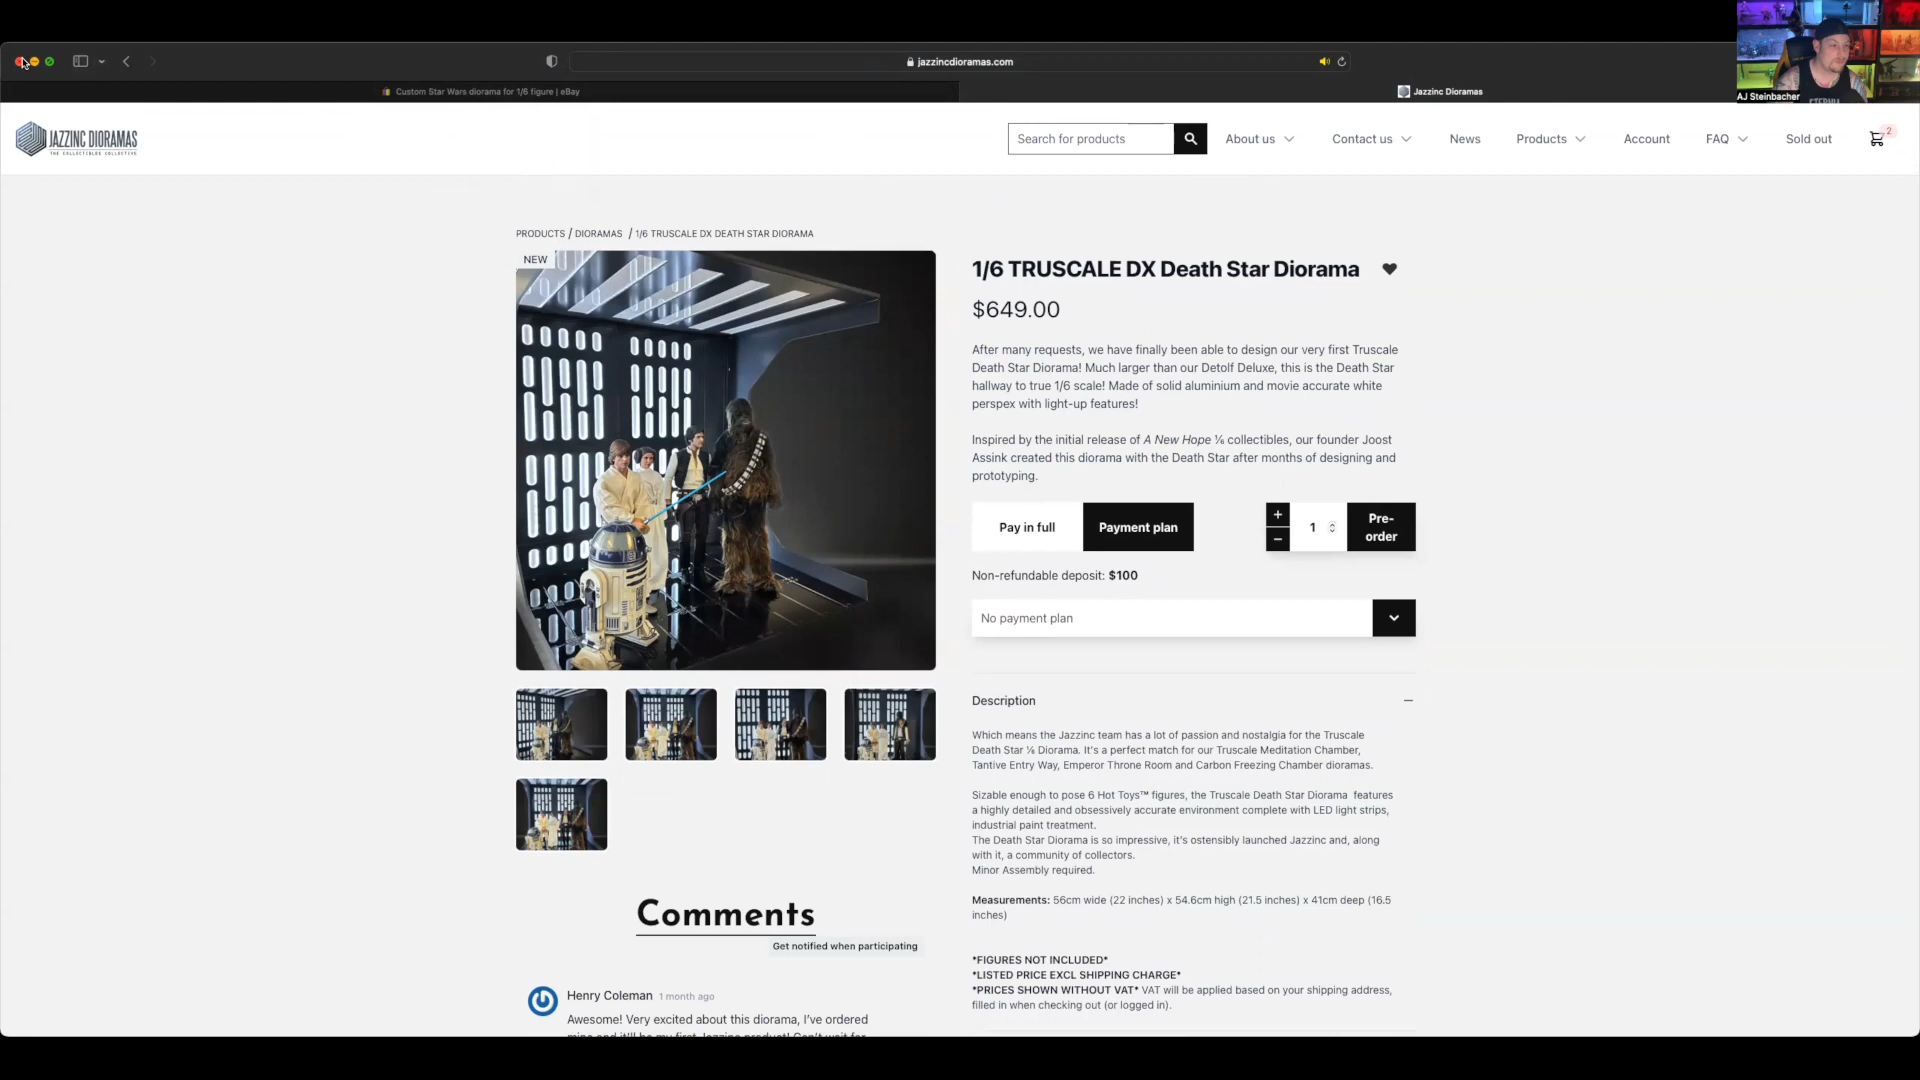 jazzincdioramas.com
Custom Star Wars diorama for 1/6 figure | eBay
Jazzinc Dioramas
AJ Steinbacher
JAZZINC DIORAMAS
THE COLLECTIBLES COLLECTIVE
Search for products
About us
Contact us
News
Products
Account
FAQ
Sold out
2
PRODUCTS / DIORAMAS / 1/6 TRUSCALE DX DEATH STAR DIORAMA
NEW
1/6 TRUSCALE DX Death Star Diorama
$649.00
After many requests, we have finally been able to design our very first Truscale
Death Star Diorama! Much larger than our Detolf Deluxe, this is the Death Star
hallway to true 1/6 scale! Made of solid aluminium and movie accurate white
perspex with light-up features!
Inspired by the initial release of A New Hope ⅙ collectibles, our founder Joost
Assink created this diorama with the Death Star after months of designing and
prototyping.
Pay in full
Payment plan
+
−
1
Pre-
order
Non-refundable deposit: $100
No payment plan
Description
Which means the Jazzinc team has a lot of passion and nostalgia for the Truscale
Death Star ⅙ Diorama. It's a perfect match for our Truscale Meditation Chamber,
Tantive Entry Way, Emperor Throne Room and Carbon Freezing Chamber dioramas.
Sizable enough to pose 6 Hot Toys™ figures, the Truscale Death Star Diorama features
a highly detailed and obsessively accurate environment complete with LED light strips,
industrial paint treatment.
The Death Star Diorama is so impressive, it's ostensibly launched Jazzinc and, along
with it, a community of collectors.
Minor Assembly required.
Measurements: 56cm wide (22 inches) x 54.6cm high (21.5 inches) x 41cm deep (16.5
inches)
*FIGURES NOT INCLUDED*
*LISTED PRICE EXCL SHIPPING CHARGE*
*PRICES SHOWN WITHOUT VAT* VAT will be applied based on your shipping address,
filled in when checking out (or logged in).
Comments
Get notified when participating
Henry Coleman 1 month ago
Awesome! Very excited about this diorama, I've ordered